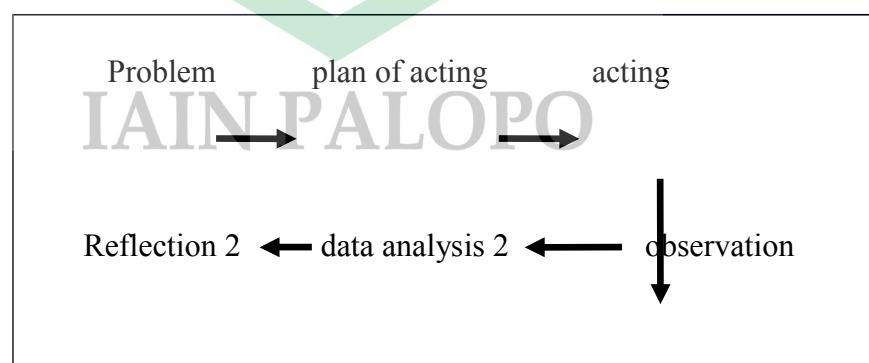 Problem plan of acting acting
IAIN PALOPO
Reflection 2 data analysis 2 observation